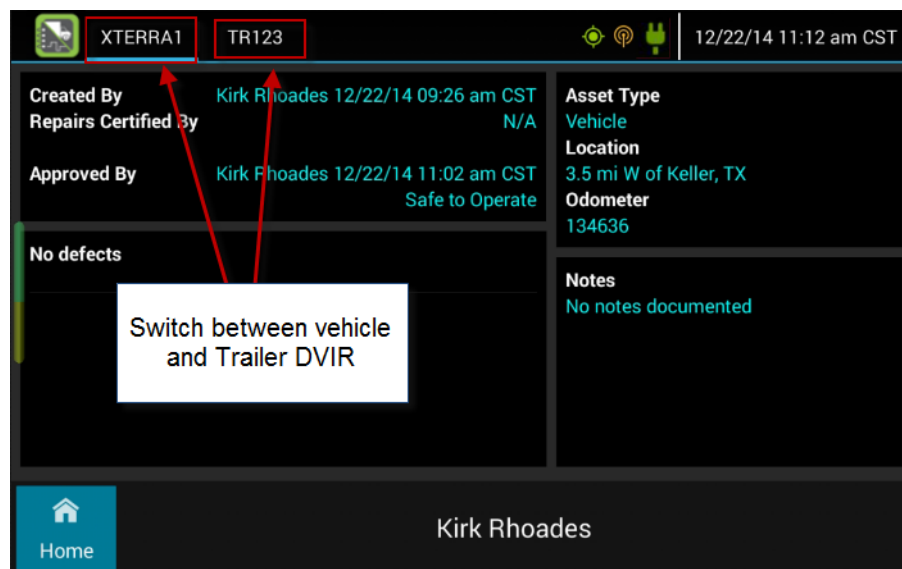 XTERRA1
TR123
12/22/14 11:12 am CST
Created By Kirk Rhoades 12/22/14 09:26 am CST
Repairs Certified By N/A
Approved By Kirk Rhoades 12/22/14 11:02 am CST
Safe to Operate
Asset Type
Vehicle
Location
3.5 mi W of Keller, TX
Odometer
134636
No defects
Switch between vehicle
and Trailer DVIR
Notes
No notes documented
Home
Kirk Rhoades